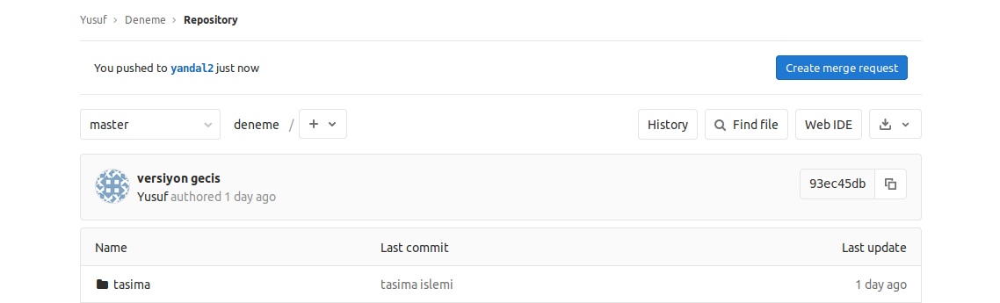 Yusuf > Deneme > Repository
You pushed to yandal2 just now
Create merge request
master
deneme / +
History
Find file
Web IDE
versiyon gecis
Yusuf authored 1 day ago
93ec45db
Name Last commit Last update
tasima tasima islemi 1 day ago